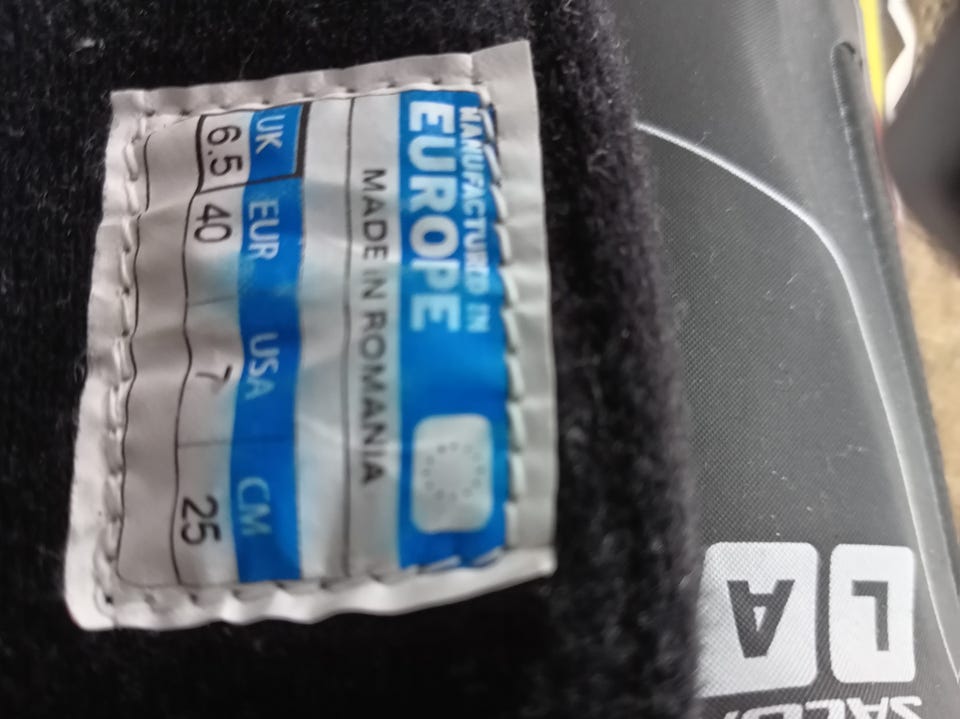 MANUFACTURED IN
EUROPE
MADE IN ROMANIA
UK EUR USA CM
6.5 40 7 25
L
A